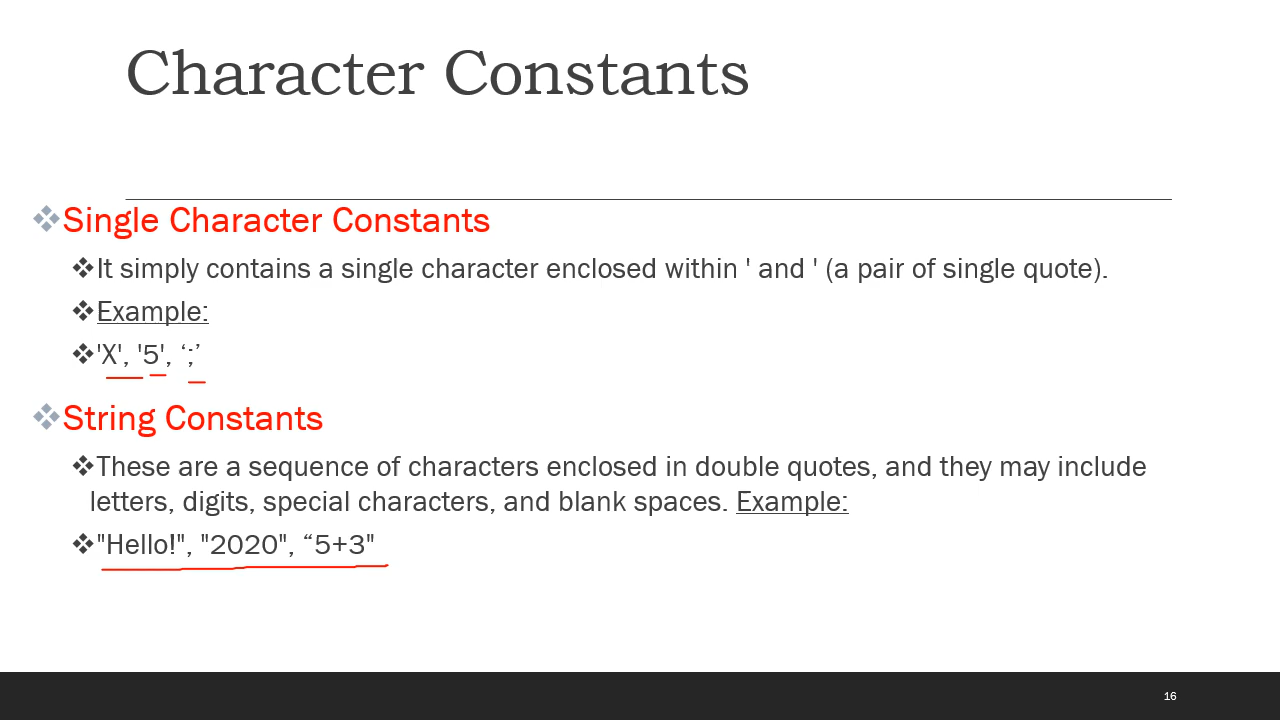 Character Constants
❖Single Character Constants
❖It simply contains a single character enclosed within ' and ' (a pair of single quote).
❖Example:
❖'X', '5', ‘;’
❖String Constants
❖These are a sequence of characters enclosed in double quotes, and they may include
letters, digits, special characters, and blank spaces. Example:
❖"Hello!", "2020", “5+3"
16